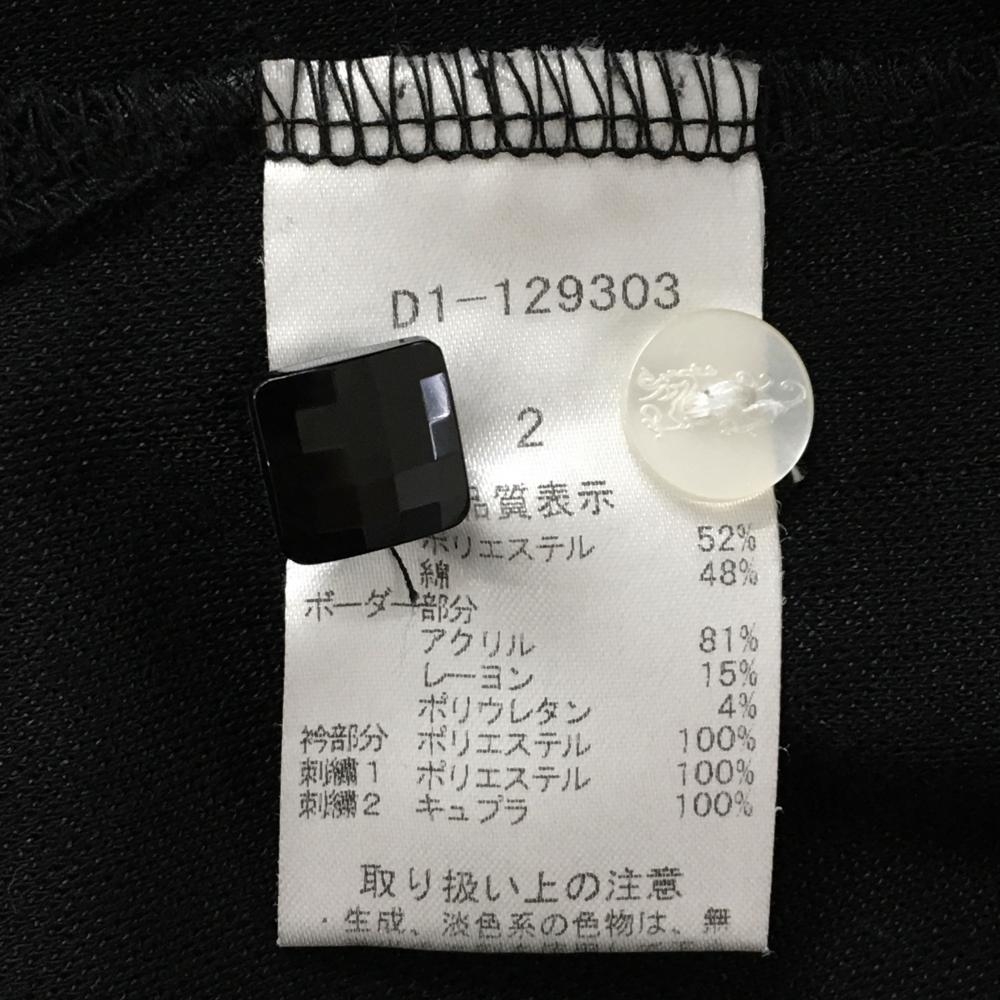 D1-129303
2
品質表示
ポリエステル 52%
綿 48%
ボーダー部分
アクリル 81%
レーヨン 15%
ポリウレタン 4%
衿部分 ポリエステル 100%
刺繍1 ポリエステル 100%
刺繍2 キュプラ 100%
取り扱い上の注意
・生成、淡色系の色物は、無